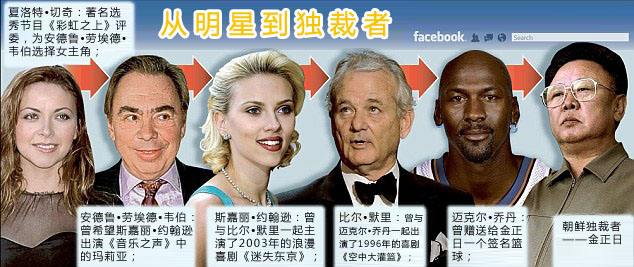 夏洛特•切奇：著名选
秀节目《彩虹之上》评
委，为安德鲁•劳埃德•
韦伯选择女主角；
从明星到独裁者
facebook
Search
安德鲁•劳埃德•韦伯：
曾希望斯嘉丽•约翰逊
出演《音乐之声》中
的玛莉亚；
斯嘉丽•约翰逊：曾
与比尔•默里一起主
演了2003年的浪漫
喜剧《迷失东京》；
比尔•默里：曾与
迈克尔•乔丹一起出
演了1996年的喜剧
《空中大灌篮》；
迈克尔•乔丹：
曾赠送给金正
日一个签名篮
球；
朝鲜独裁者
——金正日